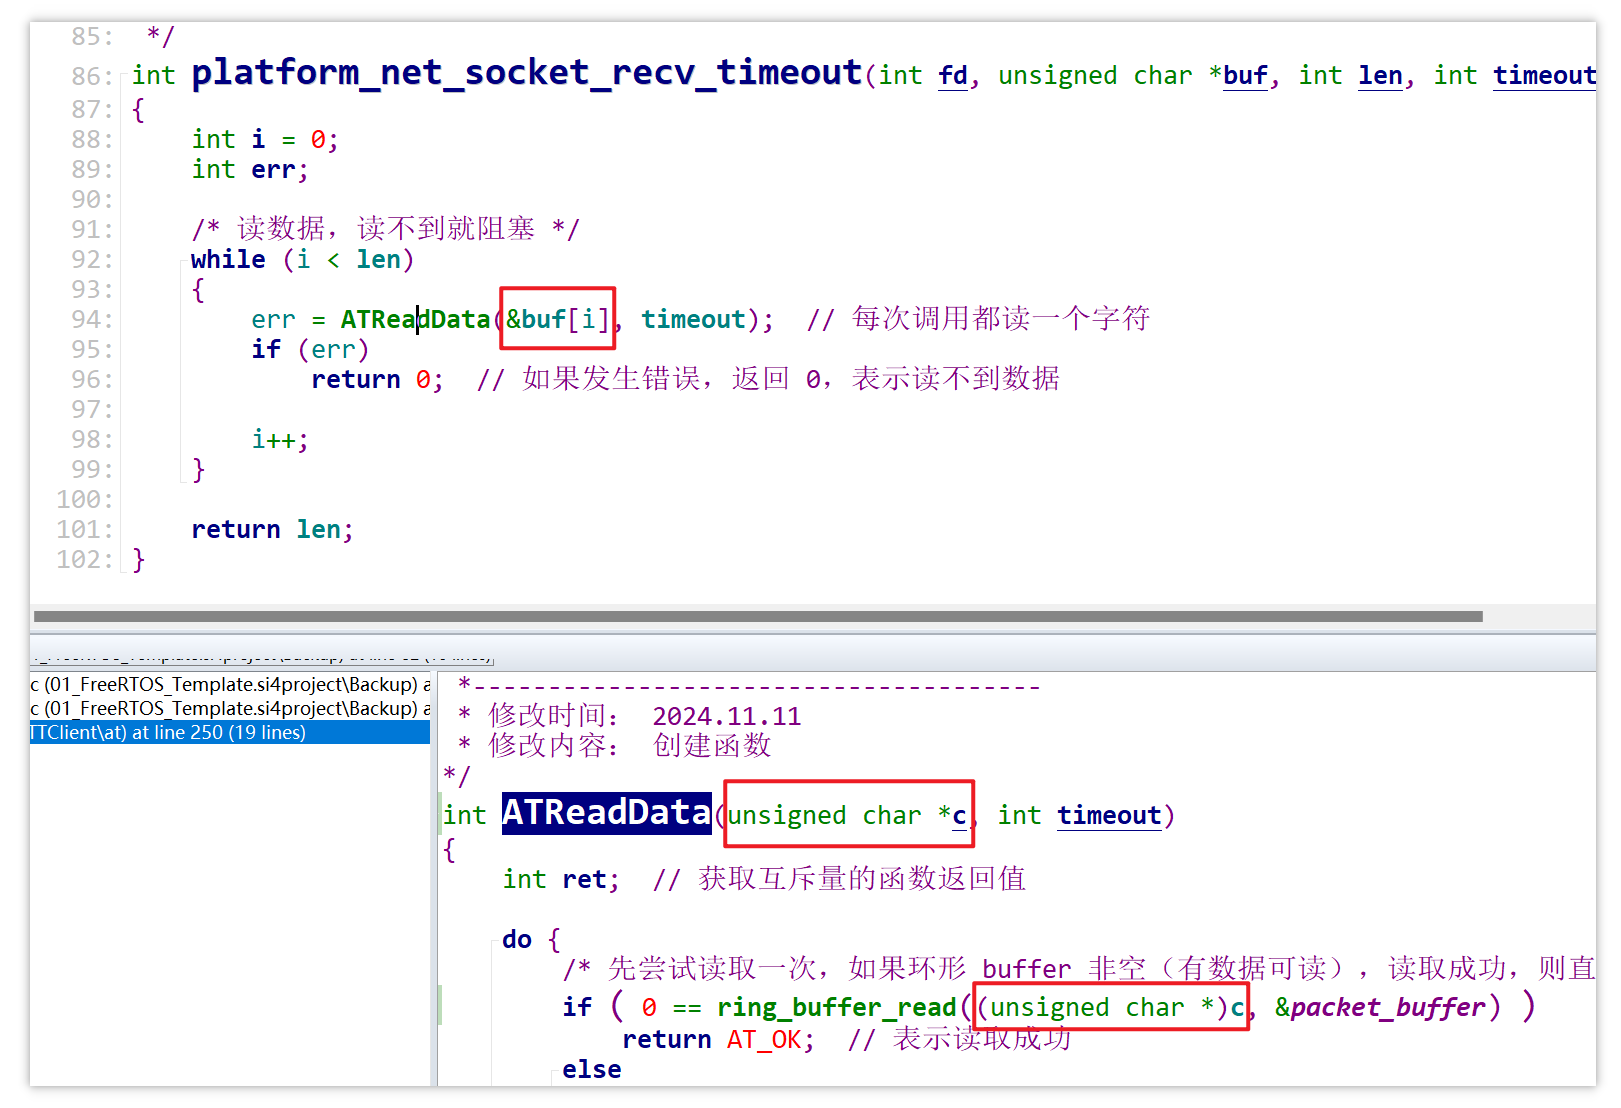 85: */
86: int platform_net_socket_recv_timeout(int fd, unsigned char *buf, int len, int timeout
87: {
88: int i = 0;
89: int err;
90:
91: /* 读数据，读不到就阻塞 */
92: while (i < len)
93: {
94: err = ATReadData(&buf[i], timeout); // 每次调用都读一个字符
95: if (err)
96: return 0; // 如果发生错误，返回 0，表示读不到数据
97:
98: i++;
99: }
100:
101: return len;
102: }
c (01_FreeRTOS_Template.si4project\Backup) a
c (01_FreeRTOS_Template.si4project\Backup) a
TTClient\at) at line 250 (19 lines)
*--------------------------------------
* 修改时间： 2024.11.11
* 修改内容： 创建函数
*/
int ATReadData(unsigned char *c, int timeout)
{
int ret; // 获取互斥量的函数返回值
do {
/* 先尝试读取一次，如果环形 buffer 非空（有数据可读），读取成功，则直
if ( 0 == ring_buffer_read((unsigned char *)c, &packet_buffer) )
return AT_OK; // 表示读取成功
else